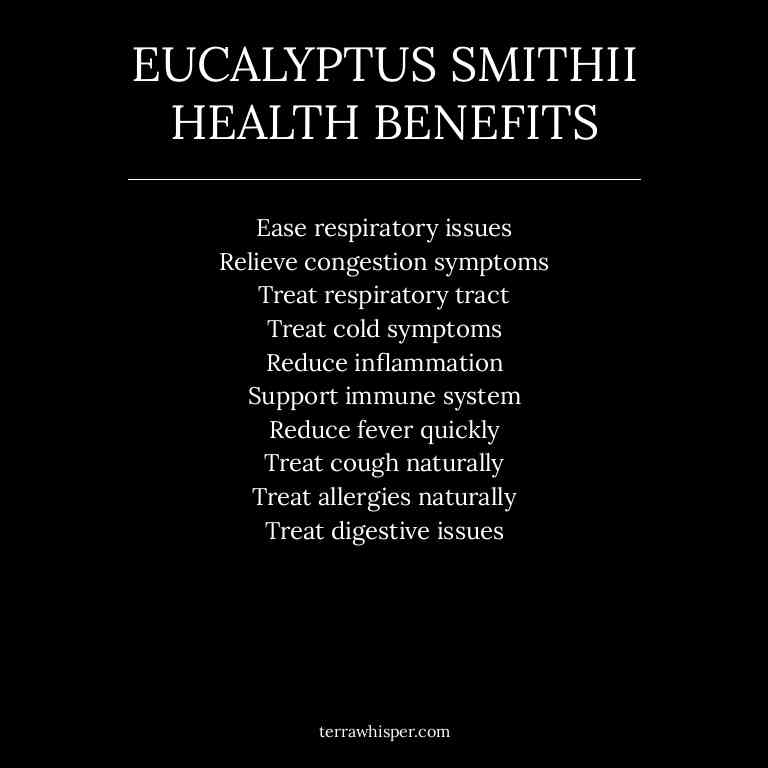 EUCALYPTUS SMITHII
HEALTH BENEFITS
Ease respiratory issues
Relieve congestion symptoms
Treat respiratory tract
Treat cold symptoms
Reduce inflammation
Support immune system
Reduce fever quickly
Treat cough naturally
Treat allergies naturally
Treat digestive issues
terrawhisper.com